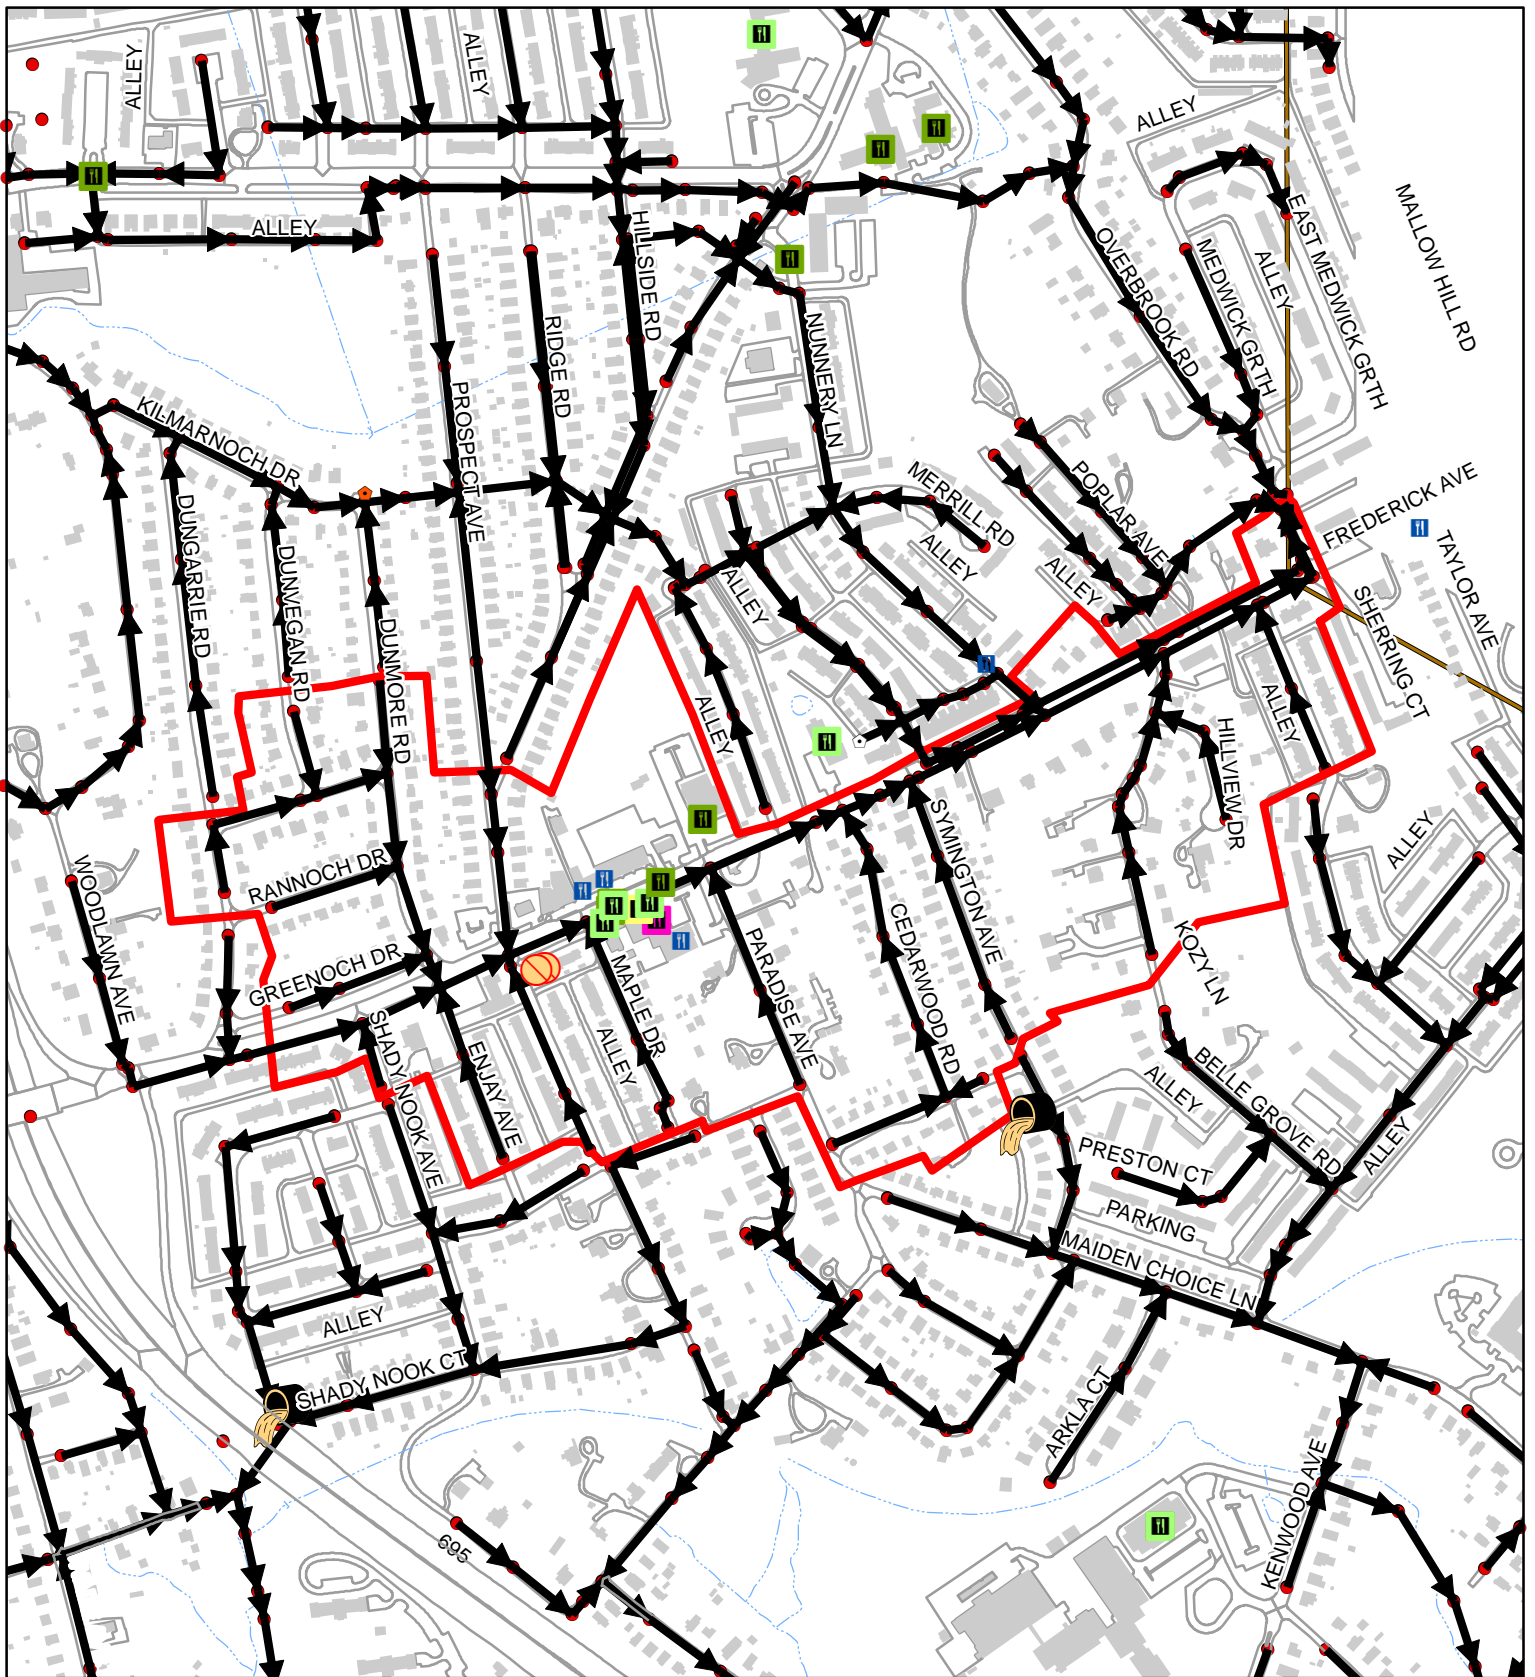 ALLEY
ALLEY
ALLEY
ALLEY
HILLSIDE RD
OVERBROOK RD
MEDWICK GRTH
ALLEY
EAST MEDWICK GRTH
MALLOW HILL RD
KILMARNOCH DR
PROSPECT AVE
RIDGE RD
NUNNERY LN
MERRILL RD
ALLEY
POPLAR AVE
ALLEY
FREDERICK AVE
TAYLOR AVE
SHERRING CT
DUNGARRIE RD
DUNVEGAN RD
DUNMORE RD
ALLEY
ALLEY
ALLEY
HILLVIEW DR
ALLEY
WOODLAWN AVE
RANNOCH DR
GREENOCH DR
SYMINGTON AVE
CEDARWOOD RD
PARADISE AVE
MAPLE DR
ALLEY
ENJAY AVE
SHADY NOOK AVE
KOZY LN
BELLE GROVE RD
ALLEY
PRESTON CT
ALLEY
PARKING
MAIDEN CHOICE LN
ALLEY
SHADY NOOK CT
ARKLA CT
KENWOOD AVE
695